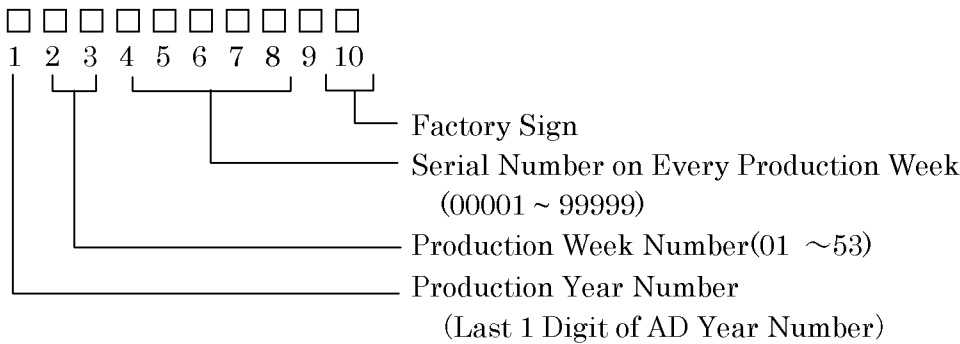 □□□□□□□□□□
1 2 3 4 5 6 7 8 9 10
Factory Sign
Serial Number on Every Production Week
(00001 ~ 99999)
Production Week Number(01 ~53)
Production Year Number
(Last 1 Digit of AD Year Number)